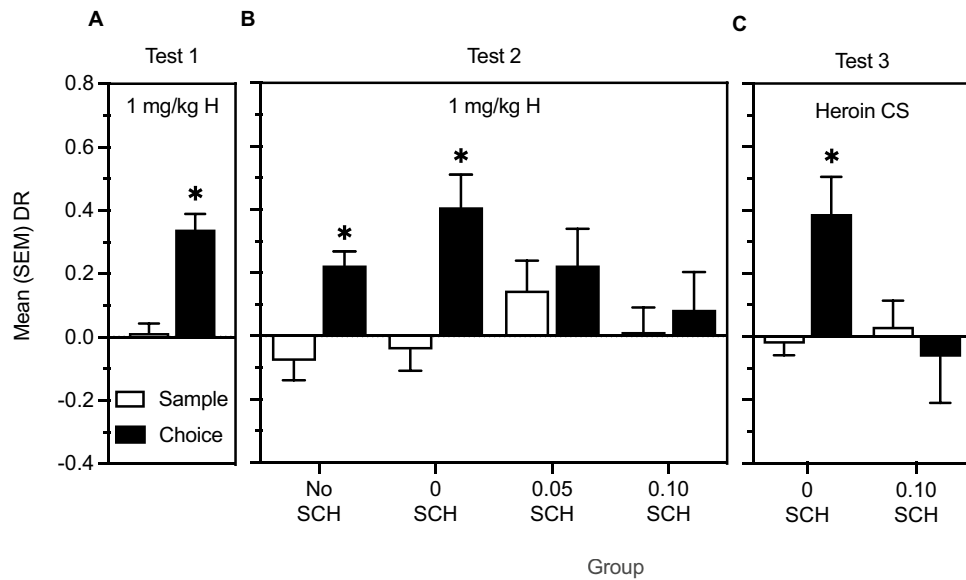 A
B
C
Test 1
Test 2
Test 3
Mean (SEM) DR
0.8
0.6
0.4
0.2
0.0
-0.2
-0.4
1 mg/kg H
*
Sample
Choice
1 mg/kg H
*
*
No
SCH
0
SCH
0.05
SCH
0.10
SCH
Heroin CS
*
0
SCH
0.10
SCH
Group